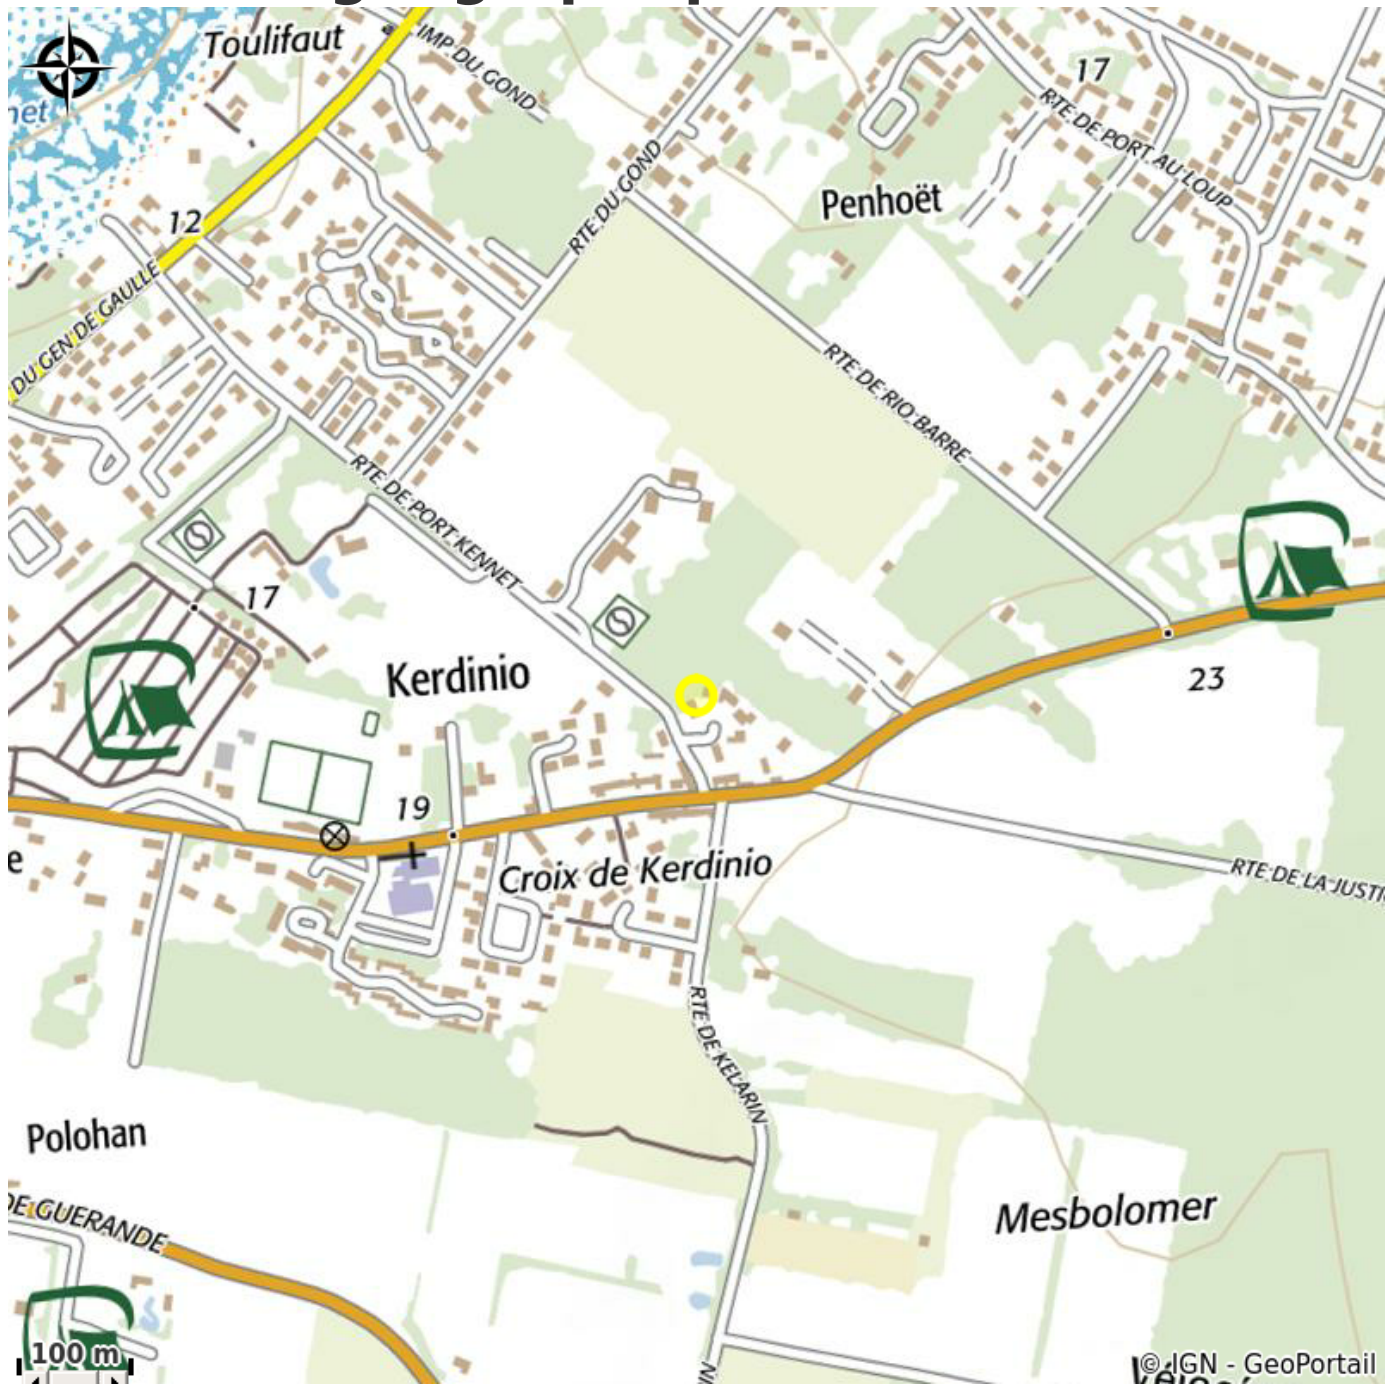 Toulifaut
IMP DU GOND
17
RTE DE PORT AU LOUP
net
RTE DU GOND
Penhoët
12
DU GEN DE GAULLE
RTE DE RIO BARRE
RTE DE PORT KENNET
17
Kerdinio
23
19
Croix de Kerdinio
e
RTE DE LA JUSTI
RTE DE KELARIN
Polohan
DE GUERANDE
Mesbolomer
100 m
© IGN - GeoPortail